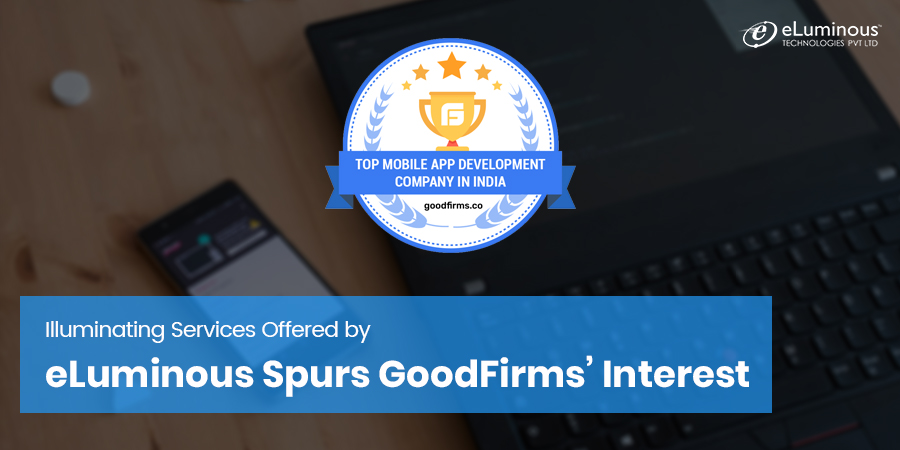 eLuminous™
TECHNOLOGIES PVT LTD
TOP MOBILE APP DEVELOPMENT
COMPANY IN INDIA
goodfirms.co
Illuminating Services Offered by
eLuminous Spurs GoodFirms’ Interest